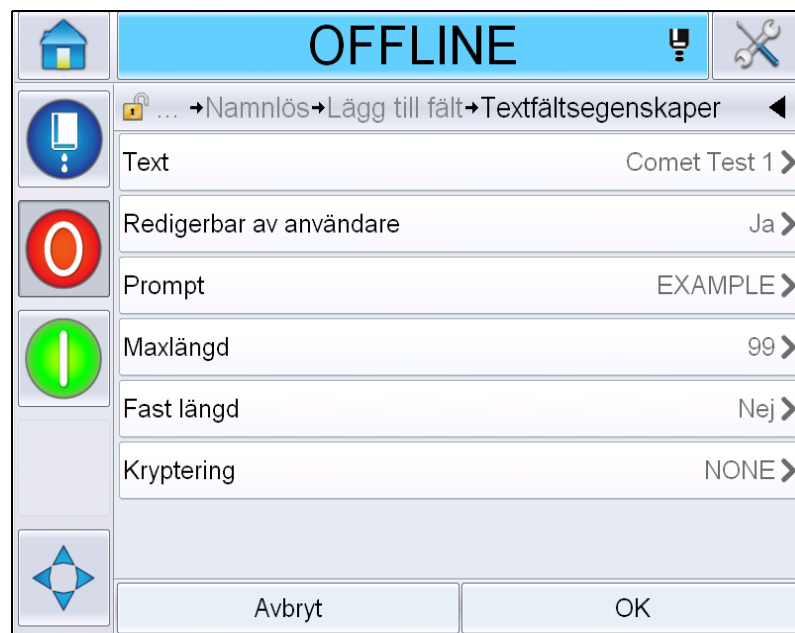 OFFLINE
... →Namnlös→Lägg till fält→Textfältsegenskaper
Text Comet Test 1
Redigerbar av användare Ja
Prompt EXAMPLE
Maxlängd 99
Fast längd Nej
Kryptering NONE
Avbryt OK